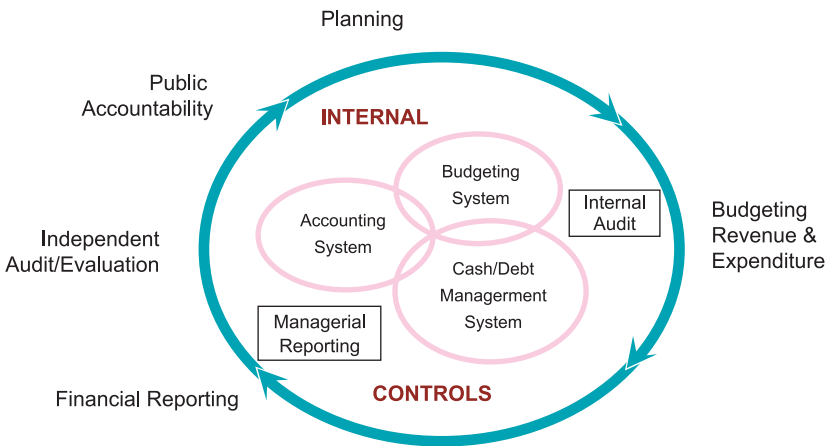 Planning
Public
Accountability
INTERNAL
Budgeting
System
Accounting
System
Internal
Audit
Budgeting
Revenue &
Expenditure
Independent
Audit/Evaluation
Cash/Debt
Managerment
System
Managerial
Reporting
Financial Reporting
CONTROLS